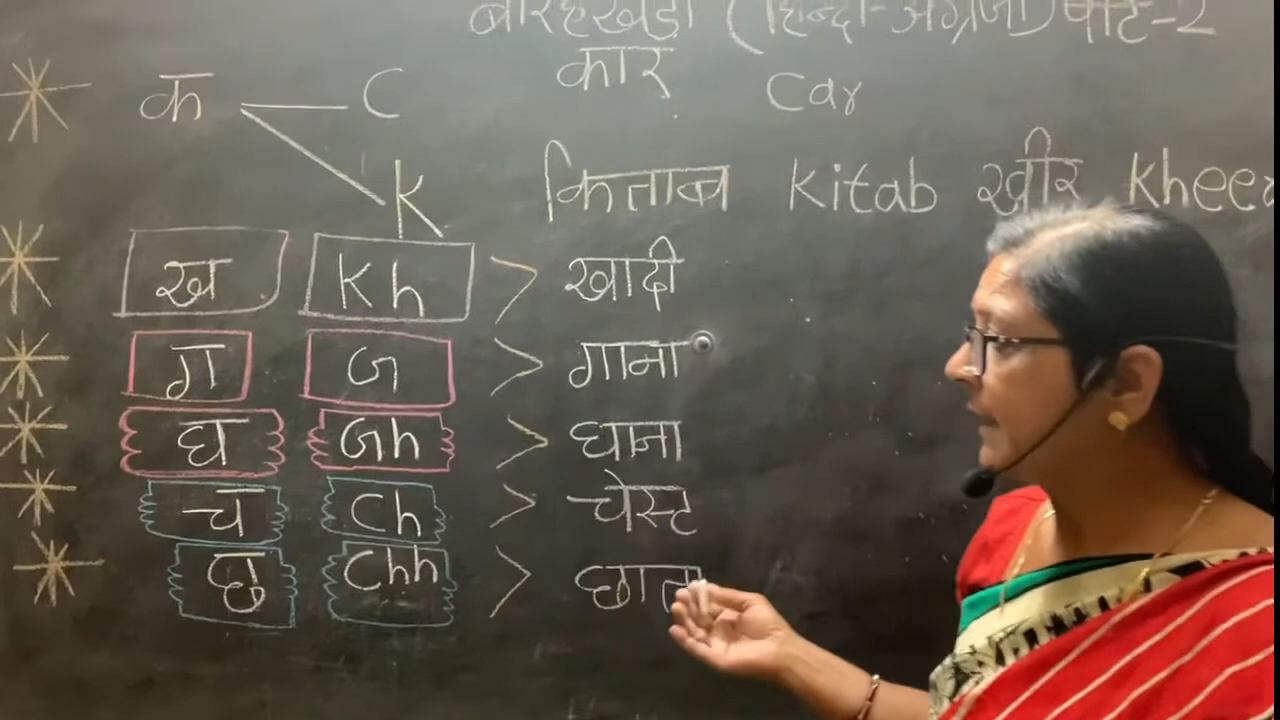 बारहखड़ी (हिन्दी-अंग्रेजी) पार्ट-2
क C कार Car
K किताब Kitab खीर Kheer
ख Kh > खादी
ग G > गाना
घ Gh > घाना
च Ch > चेस्ट
छ Chh > छाता